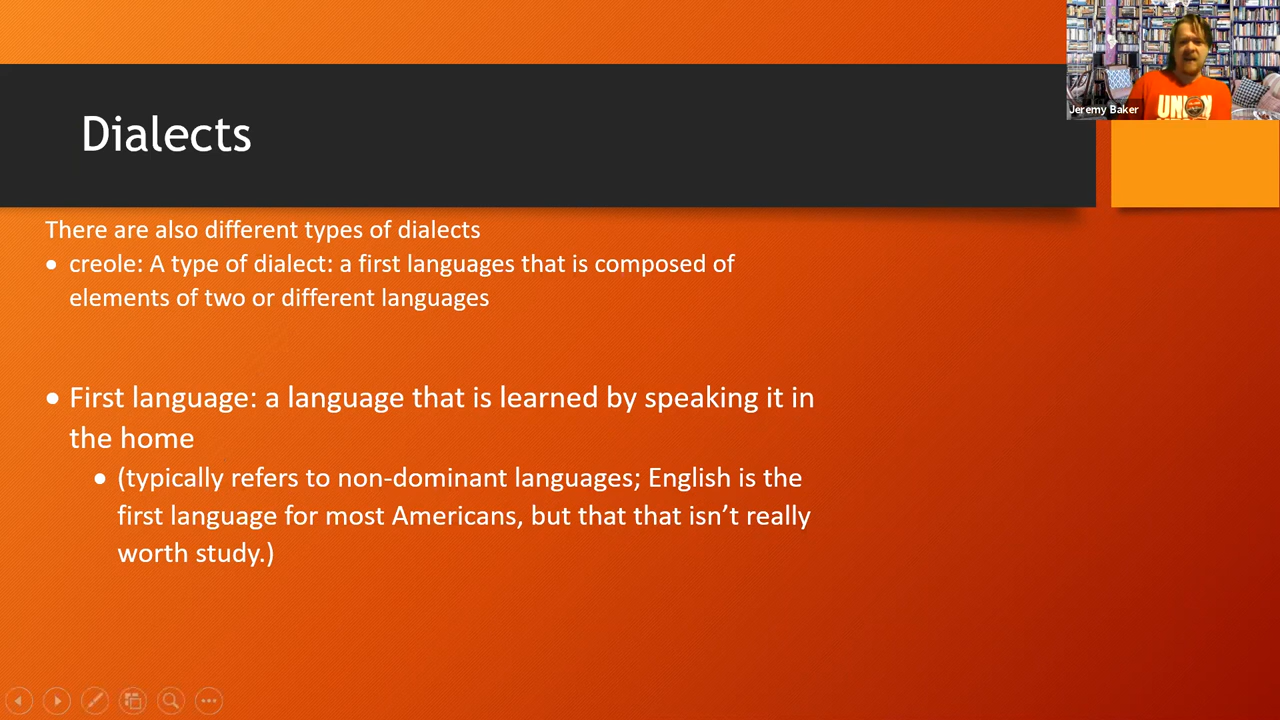 Dialects
Jeremy Baker
There are also different types of dialects
• creole: A type of dialect: a first languages that is composed of
elements of two or different languages
• First language: a language that is learned by speaking it in
the home
• (typically refers to non-dominant languages; English is the
first language for most Americans, but that that isn’t really
worth study.)